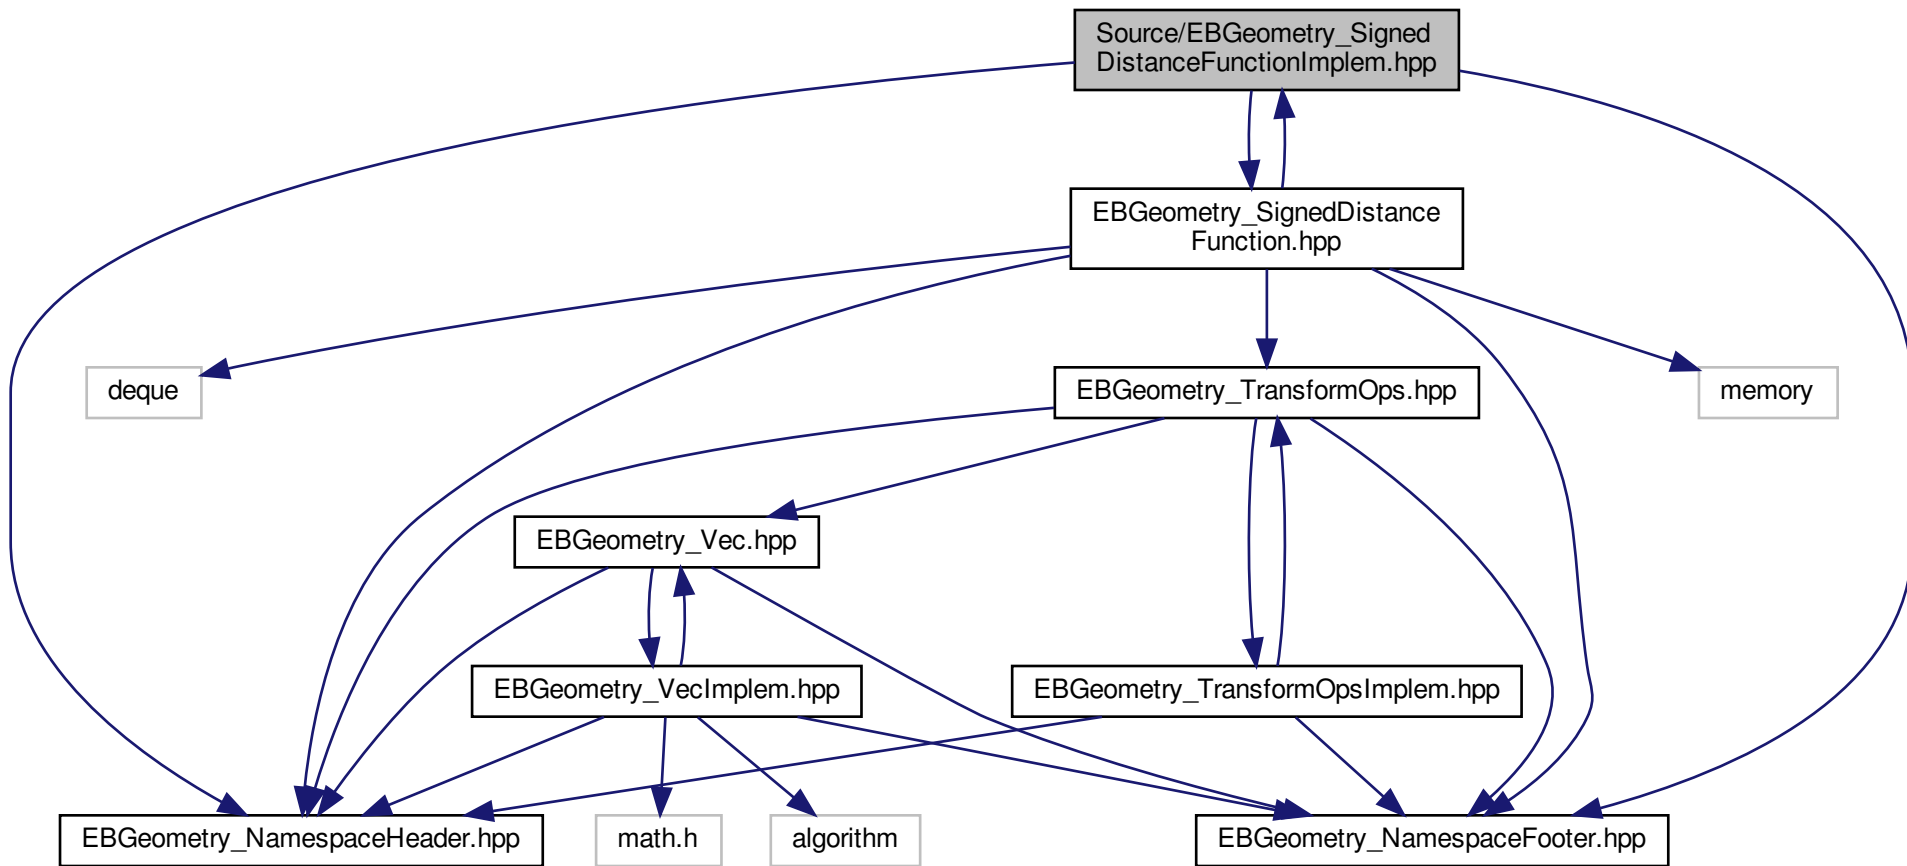 Source/EBGeometry_Signed
DistanceFunctionImplem.hpp
EBGeometry_SignedDistance
Function.hpp
deque
EBGeometry_TransformOps.hpp
memory
EBGeometry_Vec.hpp
EBGeometry_VecImplem.hpp
EBGeometry_TransformOpsImplem.hpp
EBGeometry_NamespaceHeader.hpp
math.h
algorithm
EBGeometry_NamespaceFooter.hpp